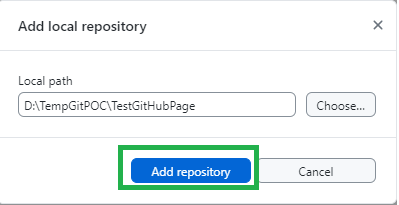 Add local repository
Local path
D:\TempGitPOC\TestGitHubPage
Choose...
Add repository
Cancel